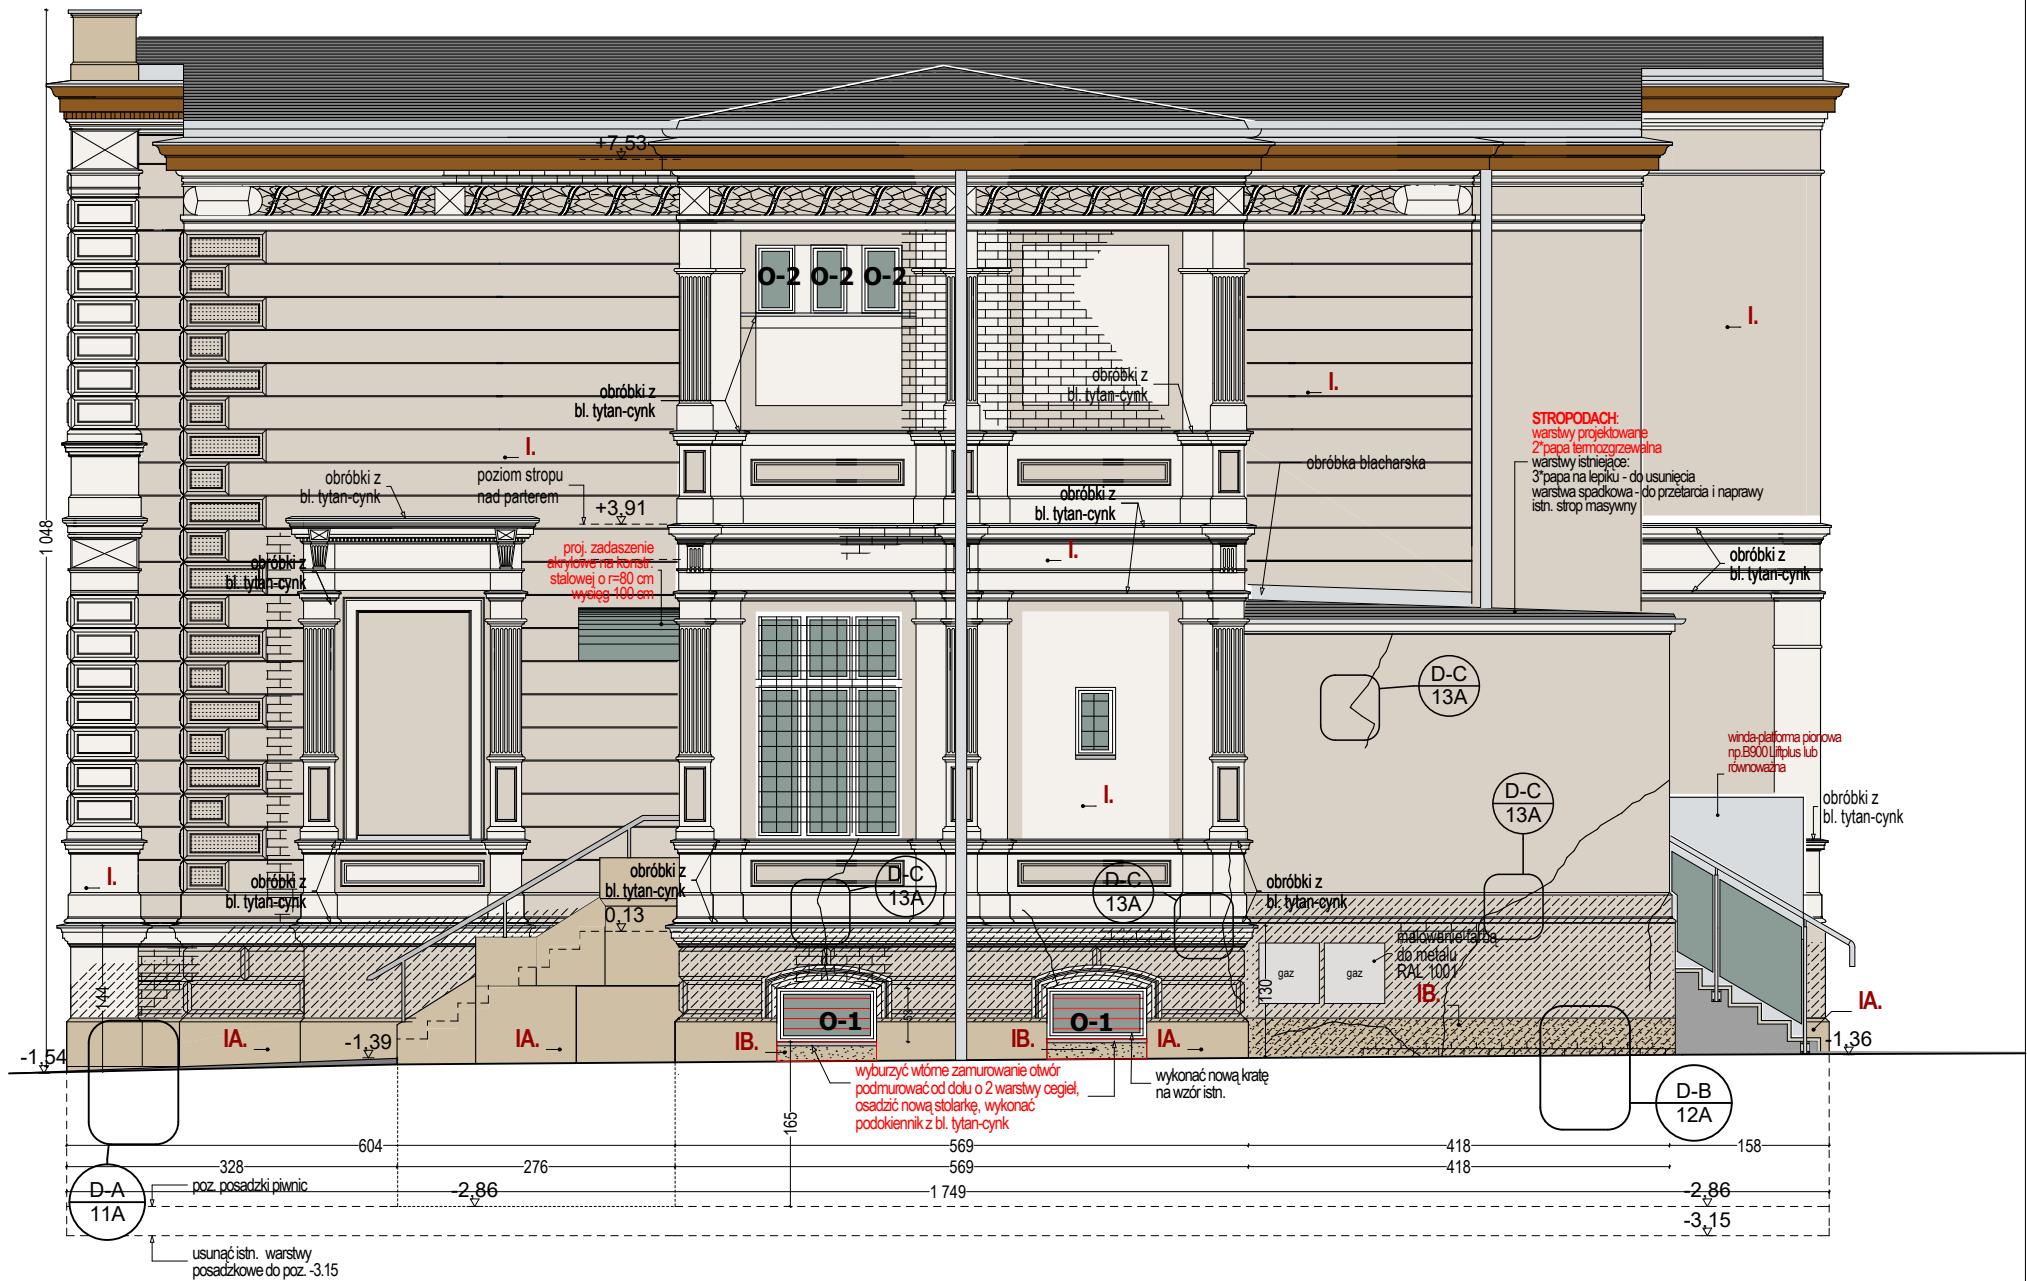 +7,53
O-2 O-2 O-2
I.
I.
I.
obróbki z
bl. tytan-cynk
obróbki z
bl. tytan-cynk
STROPODACH:
warstwy projektowane
2*papa termozgrzewalna
warstwy istniejące:
3*papa na lepiku - do usunięcia
warstwa spadkowa - do przetarcia i naprawy
istn. strop masywny
obróbki z
bl. tytan-cynk
poziom stropu
nad parterem
+3,91
obróbka blacharska
obróbki z
bl. tytan-cynk
1 048
proj. zadaszenie
akrylowe na konstr.
stalowej o r=80 cm
wysięg 100 cm
I.
obróbki z
bl. tytan-cynk
obróbki z
bl. tytan-cynk
D-C
13A
winda-platforma pionowa
np.B900 Liftplus lub
równoważna
D-C
13A
I.
obróbki z
bl. tytan-cynk
I.
obróbki z
bl. tytan-cynk
obróbki z
bl. tytan-cynk
D-C
13A
D-C
13A
obróbki z
bl. tytan-cynk
0,13
malowanie farbą
do metalu
RAL 1001
gaz
gaz
144
130
53
IB.
IA.
O-1
O-1
IA.
-1,39
IA.
IB.
IB.
IA.
-1,54
-1,36
wyburzyć wtórne zamurowanie otwór
podmurować od dołu o 2 warstwy cegieł,
osadzić nową stolarkę, wykonać
podokiennik z bl. tytan-cynk
wykonać nową kratę
na wzór istn.
D-B
12A
165
604
569
418
158
328
276
569
418
D-A
11A
poz. posadzki piwnic
-2,86
1 749
-2,86
-3,15
usunąć istn. warstwy
posadzkowe do poz. -3.15